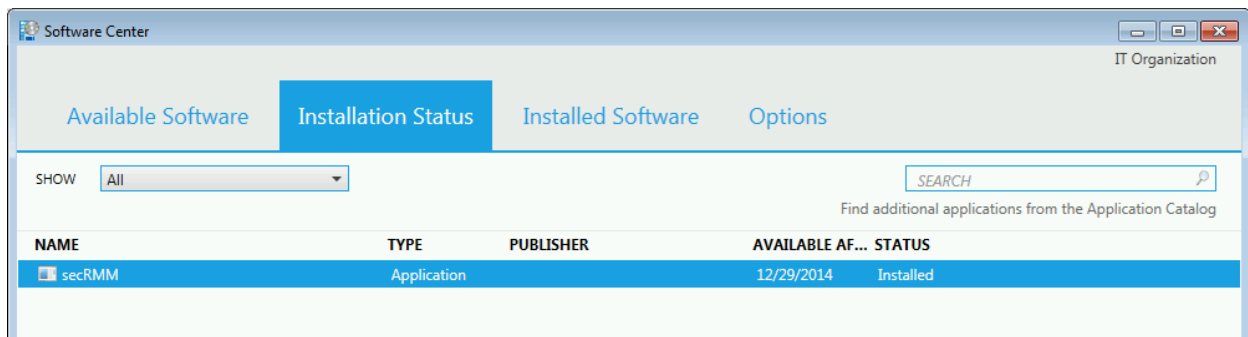 Software Center
IT Organization
Available Software Installation Status Installed Software Options
SHOW All SEARCH
Find additional applications from the Application Catalog
NAME TYPE PUBLISHER AVAILABLE AF... STATUS
secRMM Application 12/29/2014 Installed